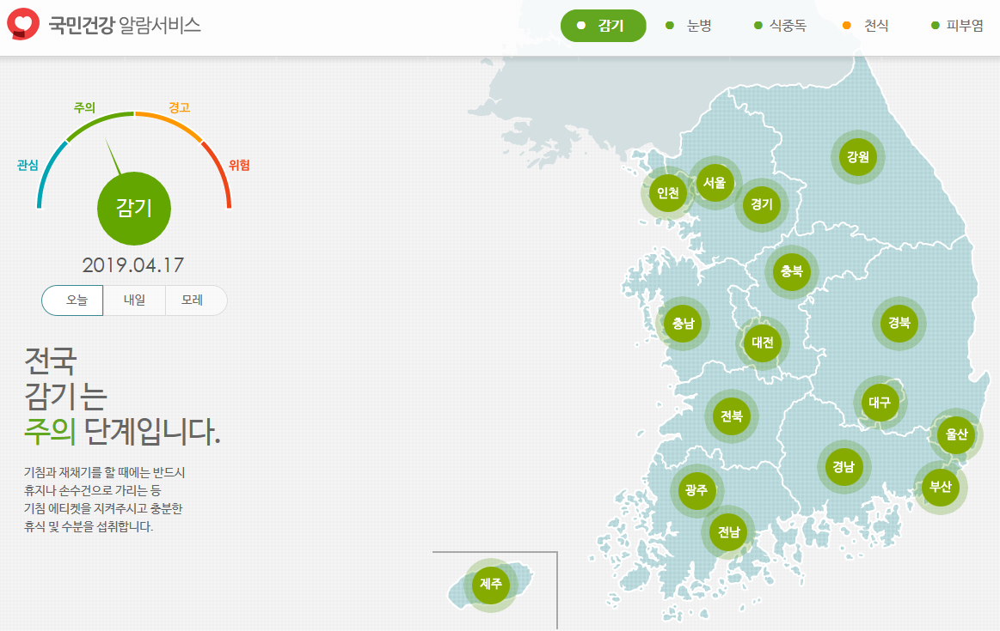 국민건강 알람서비스
감기 눈병 식중독 천식 피부염
주의 경고
관심 위험
감기
2019.04.17
오늘 내일 모레
전국
감기 는
주의 단계입니다.
기침과 재채기를 할 때에는 반드시
휴지나 손수건으로 가리는 등
기침 에티켓을 지켜주시고 충분한
휴식 및 수분을 섭취합니다.
강원
서울
인천
경기
충북
충남
경북
대전
대구
전북
울산
경남
부산
광주
전남
제주